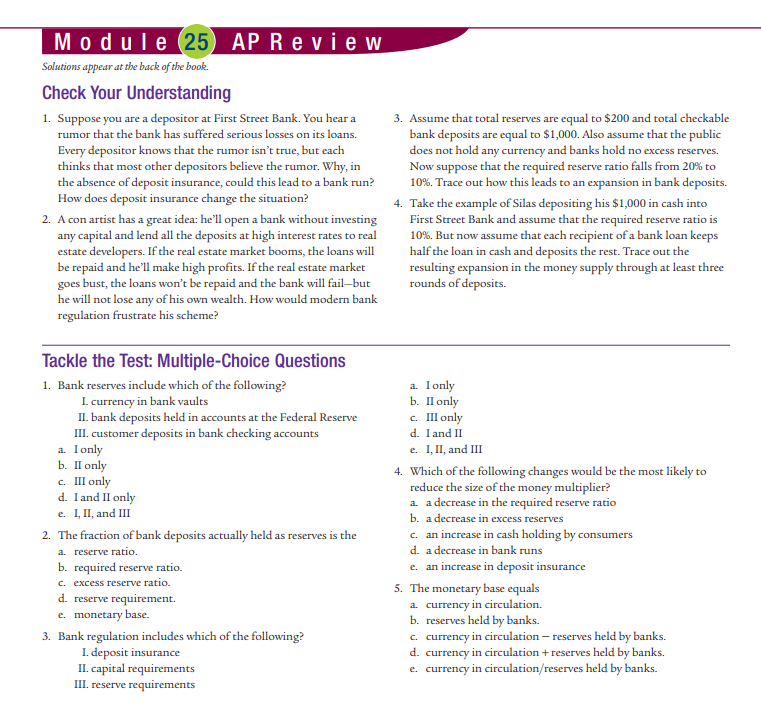 Module 25 AP Review
Solutions appear at the back of the book.
Check Your Understanding
1. Suppose you are a depositor at First Street Bank. You hear a
rumor that the bank has suffered serious losses on its loans.
Every depositor knows that the rumor isn't true, but each
thinks that most other depositors believe the rumor. Why, in
the absence of deposit insurance, could this lead to a bank run?
How does deposit insurance change the situation?
2. A con artist has a great idea: he'll open a bank without investing
any capital and lend all the deposits at high interest rates to real
estate developers. If the real estate market booms, the loans will
be repaid and he'll make high profits. If the real estate market
goes bust, the loans won't be repaid and the bank will fail—but
he will not lose any of his own wealth. How would modern bank
regulation frustrate his scheme?
3. Assume that total reserves are equal to $200 and total checkable
bank deposits are equal to $1,000. Also assume that the public
does not hold any currency and banks hold no excess reserves.
Now suppose that the required reserve ratio falls from 20% to
10%. Trace out how this leads to an expansion in bank deposits.
4. Take the example of Silas depositing his $1,000 in cash into
First Street Bank and assume that the required reserve ratio is
10%. But now assume that each recipient of a bank loan keeps
half the loan in cash and deposits the rest. Trace out the
resulting expansion in the money supply through at least three
rounds of deposits.
Tackle the Test: Multiple-Choice Questions
1. Bank reserves include which of the following?
I. currency in bank vaults
II. bank deposits held in accounts at the Federal Reserve
III. customer deposits in bank checking accounts
a. I only
b. II only
c. III only
d. I and II only
e. I, II, and III
2. The fraction of bank deposits actually held as reserves is the
a. reserve ratio.
b. required reserve ratio.
c. excess reserve ratio.
d. reserve requirement.
e. monetary base.
3. Bank regulation includes which of the following?
I. deposit insurance
II. capital requirements
III. reserve requirements
a. I only
b. II only
c. III only
d. I and II
e. I, II, and III
4. Which of the following changes would be the most likely to
reduce the size of the money multiplier?
a. a decrease in the required reserve ratio
b. a decrease in excess reserves
c. an increase in cash holding by consumers
d. a decrease in bank runs
e. an increase in deposit insurance
5. The monetary base equals
a. currency in circulation.
b. reserves held by banks.
c. currency in circulation − reserves held by banks.
d. currency in circulation + reserves held by banks.
e. currency in circulation/reserves held by banks.